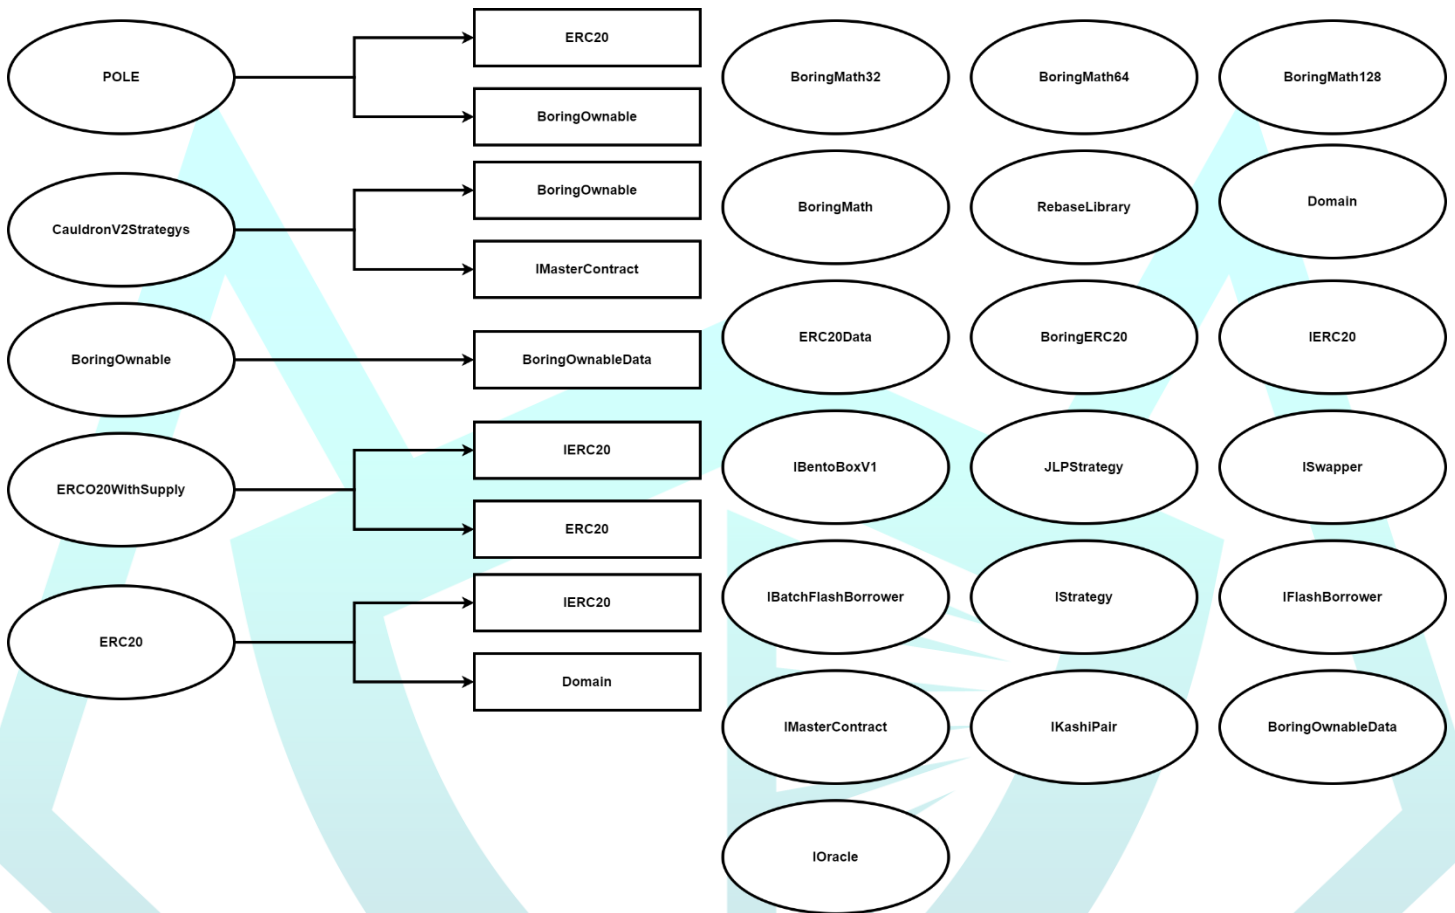 POLE
ERC20
BoringOwnable
CauldronV2Strategys
BoringOwnable
IMasterContract
BoringOwnable
BoringOwnableData
ERCO20WithSupply
IERC20
ERC20
ERC20
IERC20
Domain
BoringMath32
BoringMath64
BoringMath128
BoringMath
RebaseLibrary
Domain
ERC20Data
BoringERC20
IERC20
IBentoBoxV1
JLPStrategy
ISwapper
IBatchFlashBorrower
IStrategy
IFlashBorrower
IMasterContract
IKashiPair
BoringOwnableData
IOracle